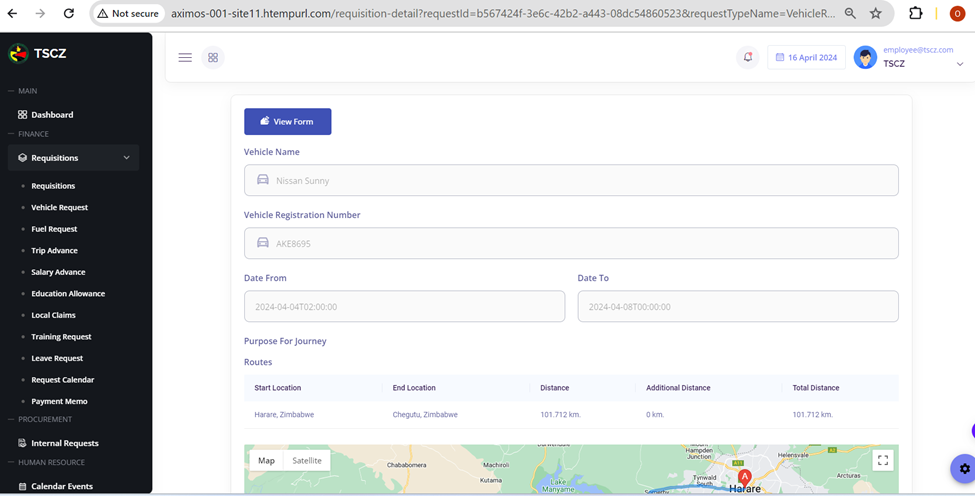 Not secure aximos-001-site11.htempurl.com/requisition-detail?requestId=b567424f-3e6c-42b2-a443-08dc54860523&requestTypeName=VehicleR... O
TSCZ
16 April 2024
employee@tscz.com
TSCZ
MAIN
Dashboard
FINANCE
Requisitions
Requisitions
Vehicle Request
Fuel Request
Trip Advance
Salary Advance
Education Allowance
Local Claims
Training Request
Leave Request
Request Calendar
Payment Memo
PROCUREMENT
Internal Requests
HUMAN RESOURCE
Calendar Events
View Form
Vehicle Name
Nissan Sunny
Vehicle Registration Number
AKE8695
Date From Date To
2024-04-04T02:00:00 2024-04-08T00:00:00
Purpose For Journey
Routes
Start Location End Location Distance Additional Distance Total Distance
Harare, Zimbabwe Chegutu, Zimbabwe 101.712 km. 0 km. 101.712 km.
Map Satellite
Chabombera
Machiroli
Kutama
Lake
Manyame
Mount
Hampden
Junction
A11
A2
Tynwald
South
A
Harare
Helensvale
Arcturas